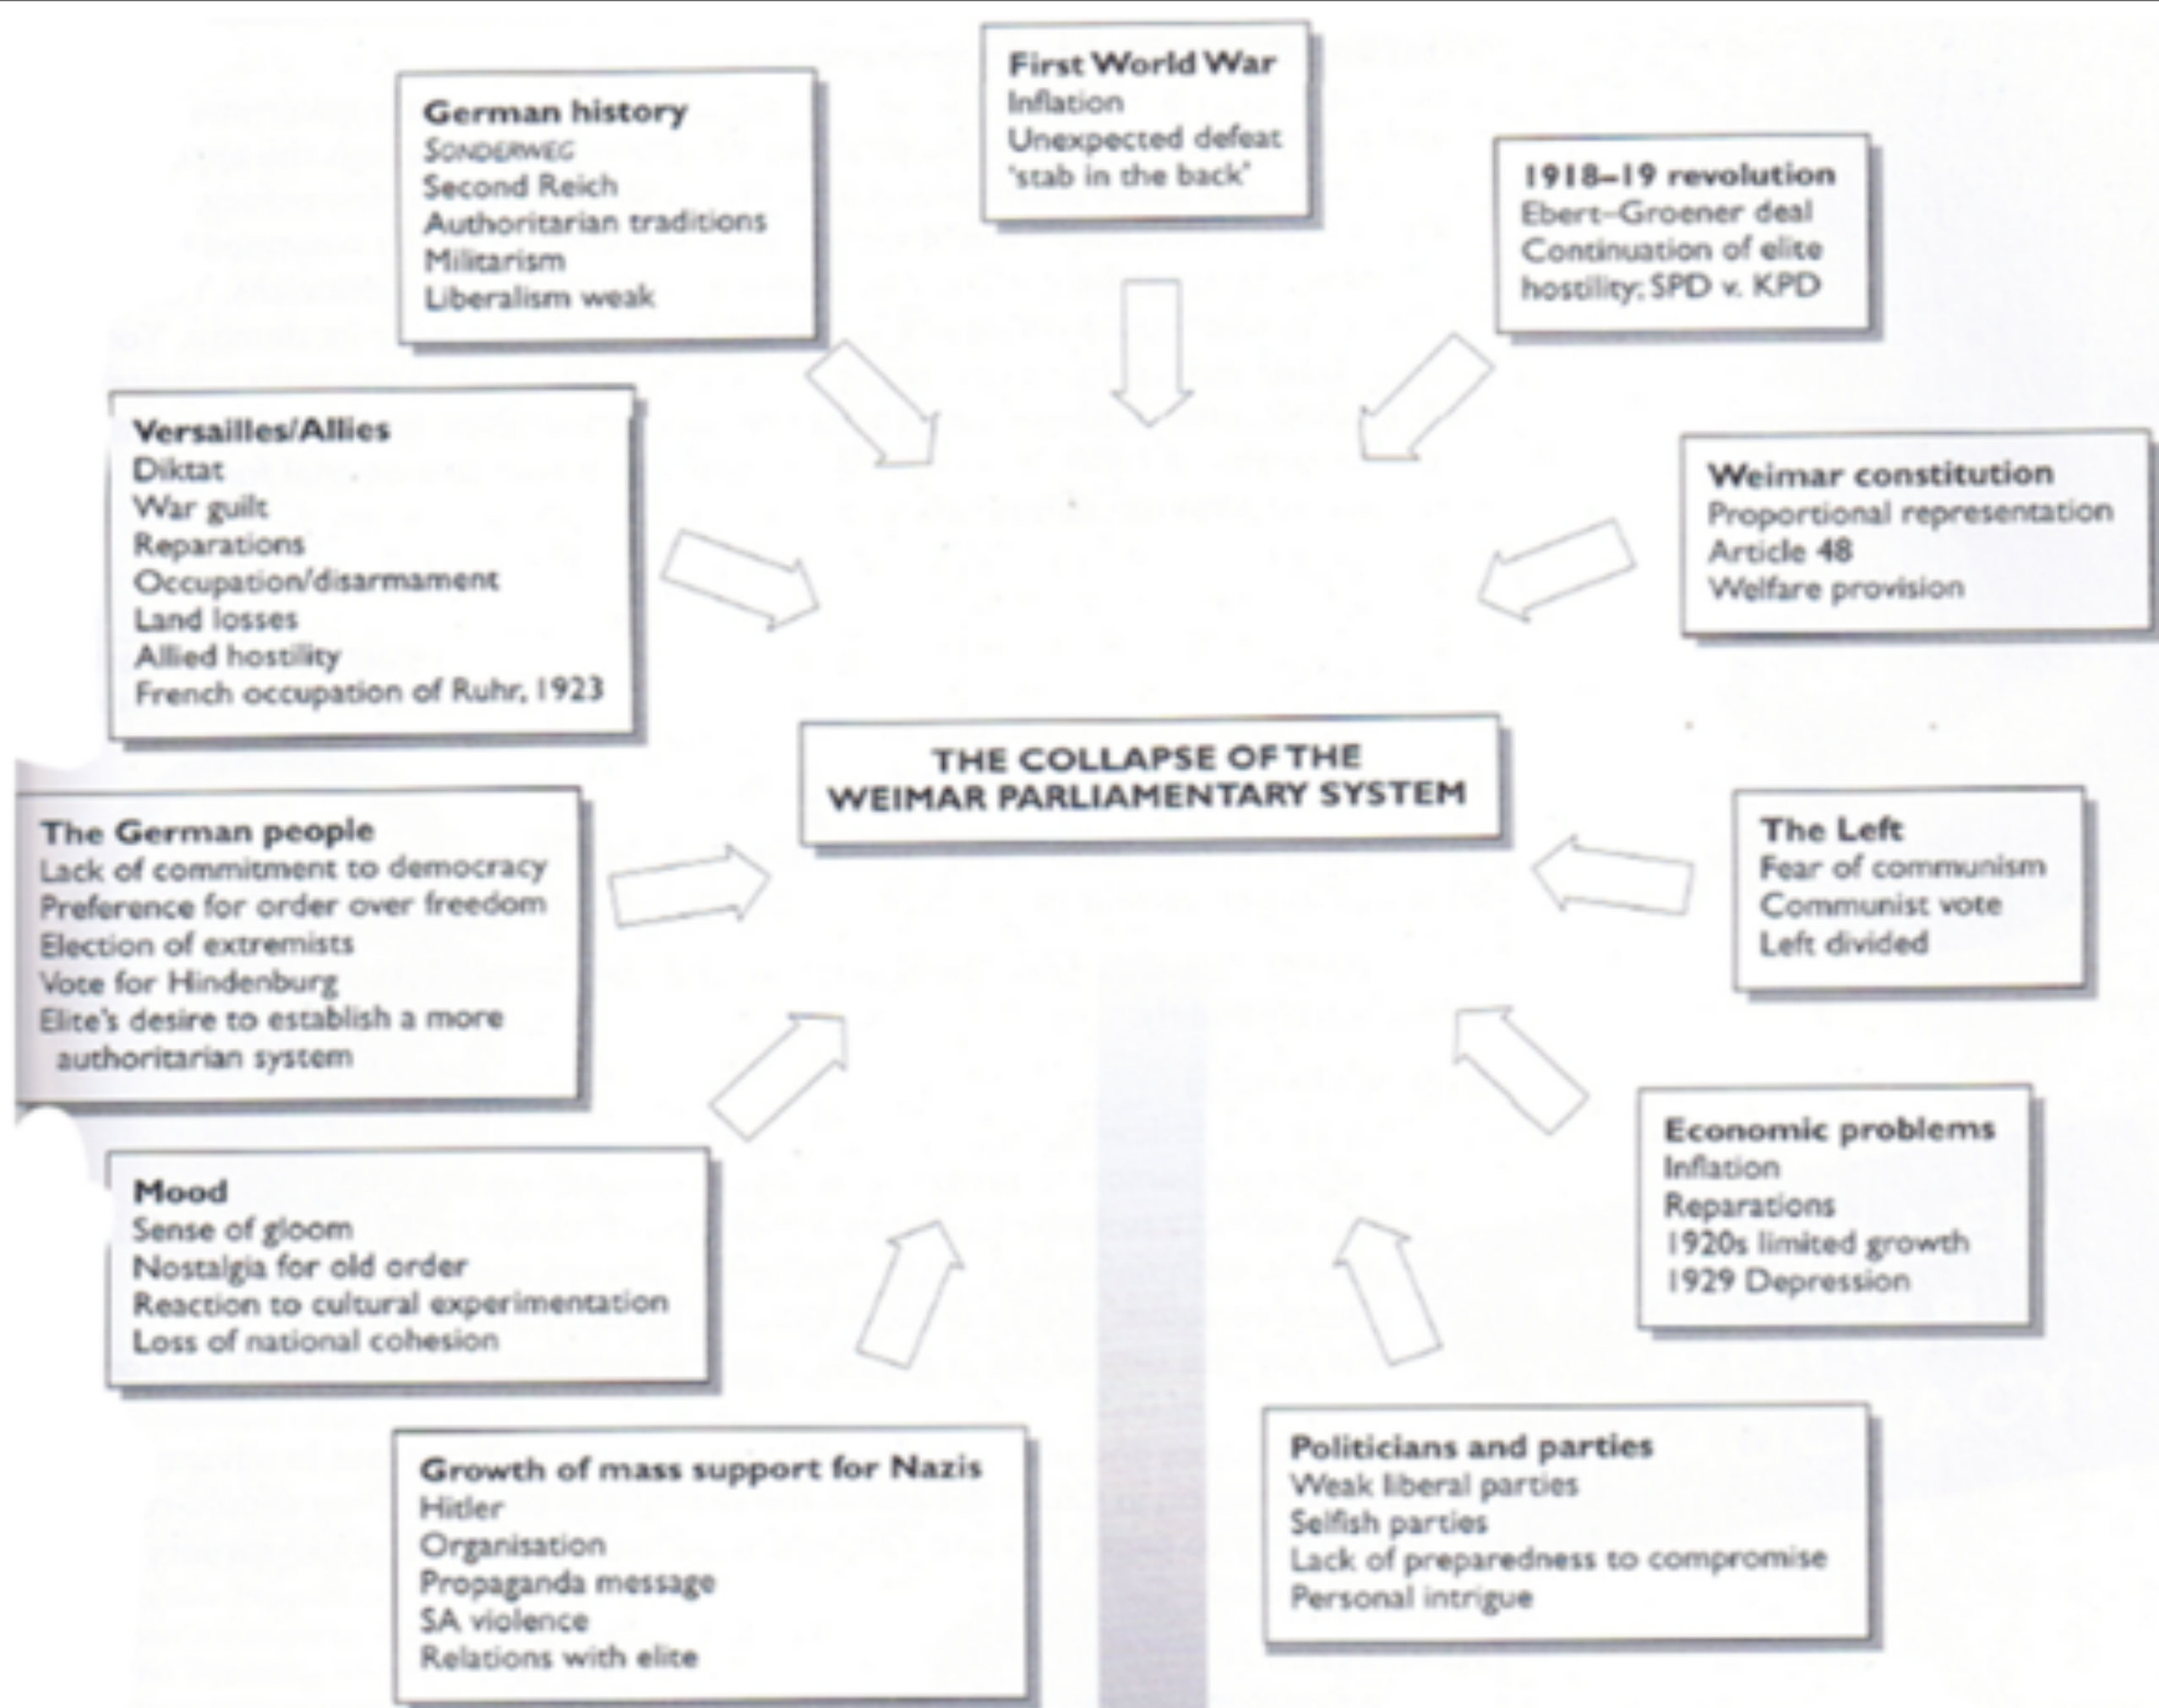 First World War
Inflation
Unexpected defeat
'stab in the back'
German history
SONDERWEG
Second Reich
Authoritarian traditions
Militarism
Liberalism weak
1918–19 revolution
Ebert–Groener deal
Continuation of elite
hostility; SPD v. KPD
Versailles/Allies
Diktat
War guilt
Reparations
Occupation/disarmament
Land losses
Allied hostility
French occupation of Ruhr, 1923
Weimar constitution
Proportional representation
Article 48
Welfare provision
THE COLLAPSE OF THE
WEIMAR PARLIAMENTARY SYSTEM
The German people
Lack of commitment to democracy
Preference for order over freedom
Election of extremists
Vote for Hindenburg
Elite's desire to establish a more
authoritarian system
The Left
Fear of communism
Communist vote
Left divided
Mood
Sense of gloom
Nostalgia for old order
Reaction to cultural experimentation
Loss of national cohesion
Economic problems
Inflation
Reparations
1920s limited growth
1929 Depression
Growth of mass support for Nazis
Hitler
Organisation
Propaganda message
SA violence
Relations with elite
Politicians and parties
Weak liberal parties
Selfish parties
Lack of preparedness to compromise
Personal intrigue